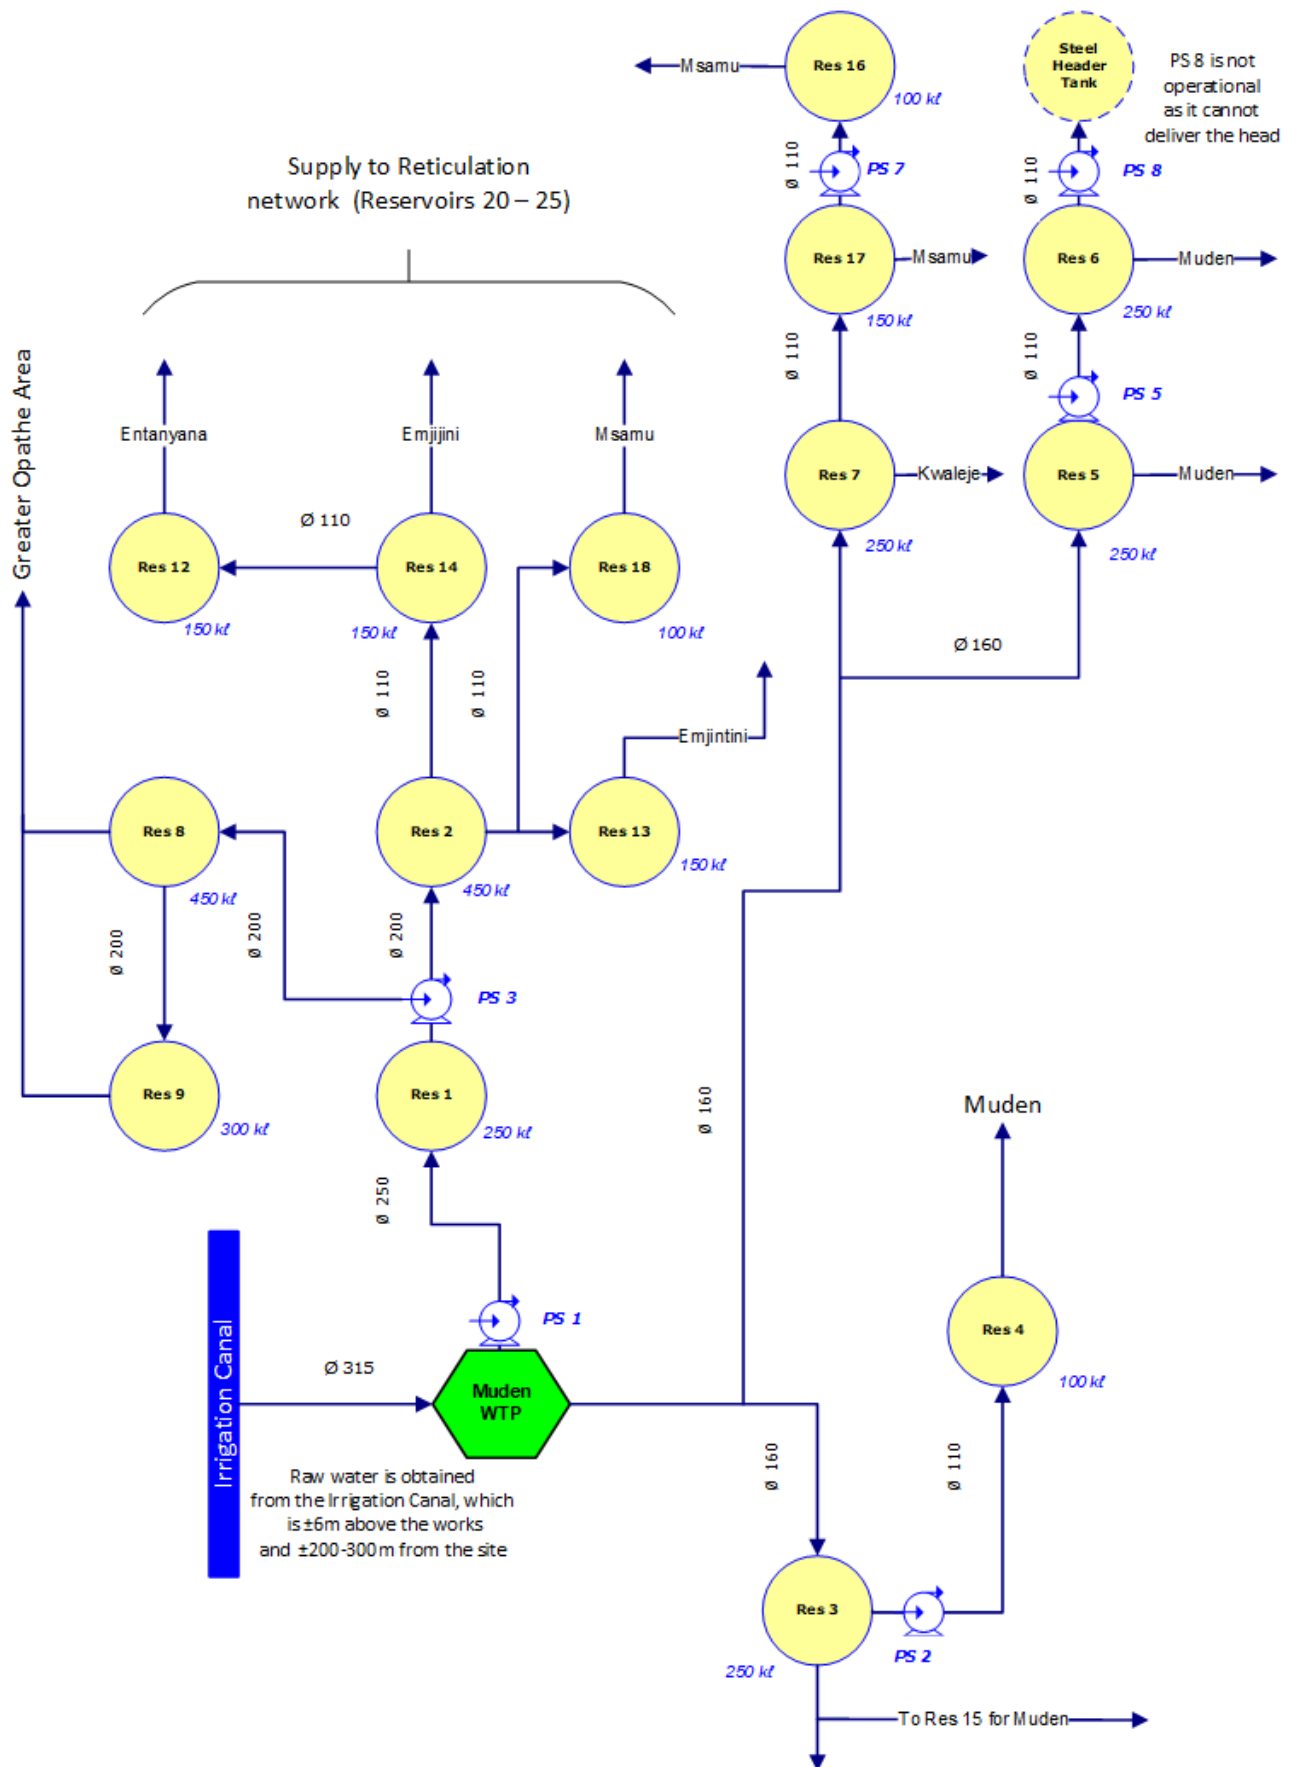 Msamu
Res 16
100 kℓ
Steel
Header
Tank
PS 8 is not
operational
as it cannot
deliver the head
Ø 110
PS 7
Ø 110
PS 8
Supply to Reticulation
network (Reservoirs 20 – 25)
Res 17
Msamu
150 kℓ
Res 6
Muden
250 kℓ
Ø 110
Ø 110
PS 5
Greater Opathe Area
Entanyana
Emjijini
Msamu
Res 7
Kwaleje
250 kℓ
Res 5
Muden
250 kℓ
Ø 110
Res 12
150 kℓ
Res 14
150 kℓ
Res 18
100 kℓ
Ø 160
Ø 110
Ø 110
Emjintini
Res 8
450 kℓ
Res 2
450 kℓ
Res 13
150 kℓ
Ø 200
Ø 200
Ø 200
PS 3
Res 9
300 kℓ
Res 1
250 kℓ
Ø 160
Muden
Ø 250
Irrigation Canal
PS 1
Ø 315
Muden
WTP
Res 4
100 kℓ
Raw water is obtained
from the Irrigation Canal, which
is ±6m above the works
and ±200-300m from the site
Ø 160
Ø 110
Res 3
250 kℓ
PS 2
To Res 15 for Muden